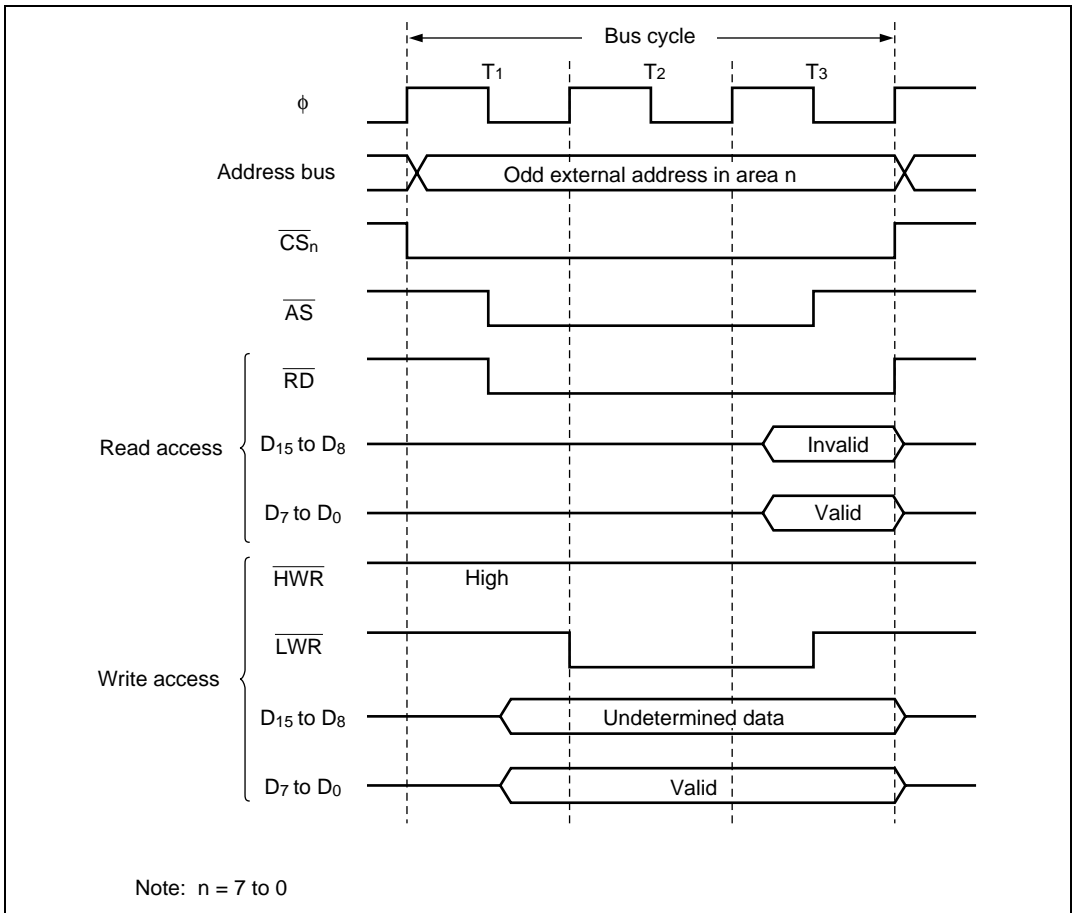 Bus cycle
T1 T2 T3
ϕ
Address bus Odd external address in area n
CSn
AS
RD
Read access D15 to D8 Invalid
D7 to D0 Valid
HWR High
LWR
Write access
D15 to D8 Undetermined data
D7 to D0 Valid
Note: n = 7 to 0